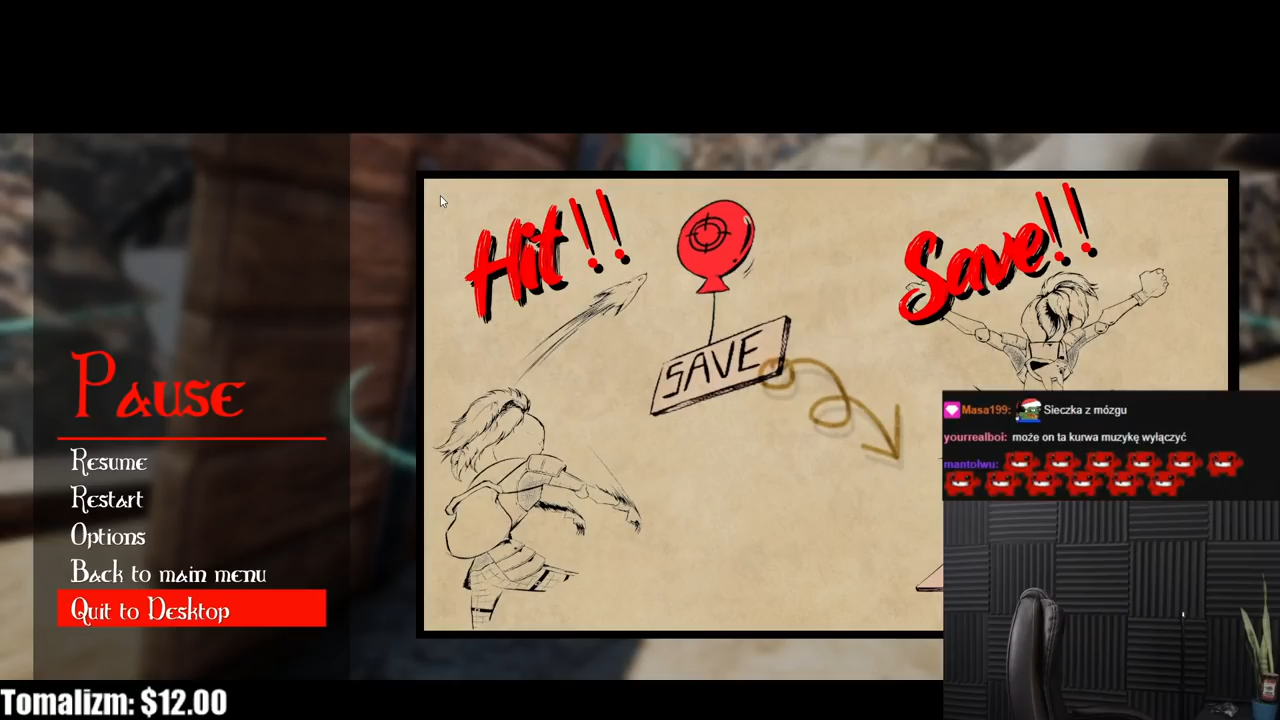 Hit!!
Save!!
SAVE
Pause
Resume
Restart
Options
Back to main menu
Quit to Desktop
Masa199: Sieczka z mózgu
yourrealboi: może on ta kurwa muzykę wyłączyć
mantolwu:
Tomalizm: $12.00